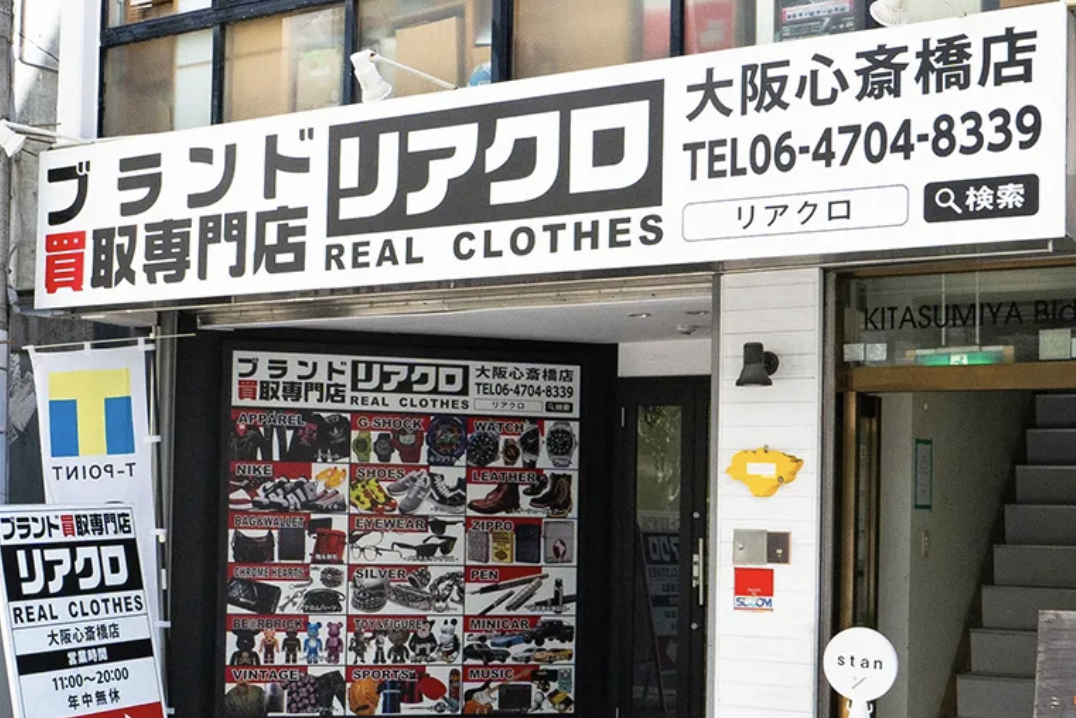 ブランド
買取専門店
リアクロ
REAL CLOTHES
大阪心斎橋店
TEL06-4704-8339
リアクロ
検索
KITASUMIYA Bld
ブランド
買取専門店
リアクロ
REAL CLOTHES
大阪心斎橋店
TEL06-4704-8339
リアクロ
検索
APPAREL
G-SHOCK
WATCH
NIKE
SHOES
LEATHER
BAG&WALLET
EYEWEAR
ZIPPO
CHROME HEARTS
SILVER
PEN
BE@RBRICK
TOY&FIGURE
MINICAR
VINTAGE
SPORTS
MUSIC
T-POINT
ブランド買取専門店
リアクロ
REAL CLOTHES
大阪心斎橋店
営業時間
11:00~20:00
年中無休
stan